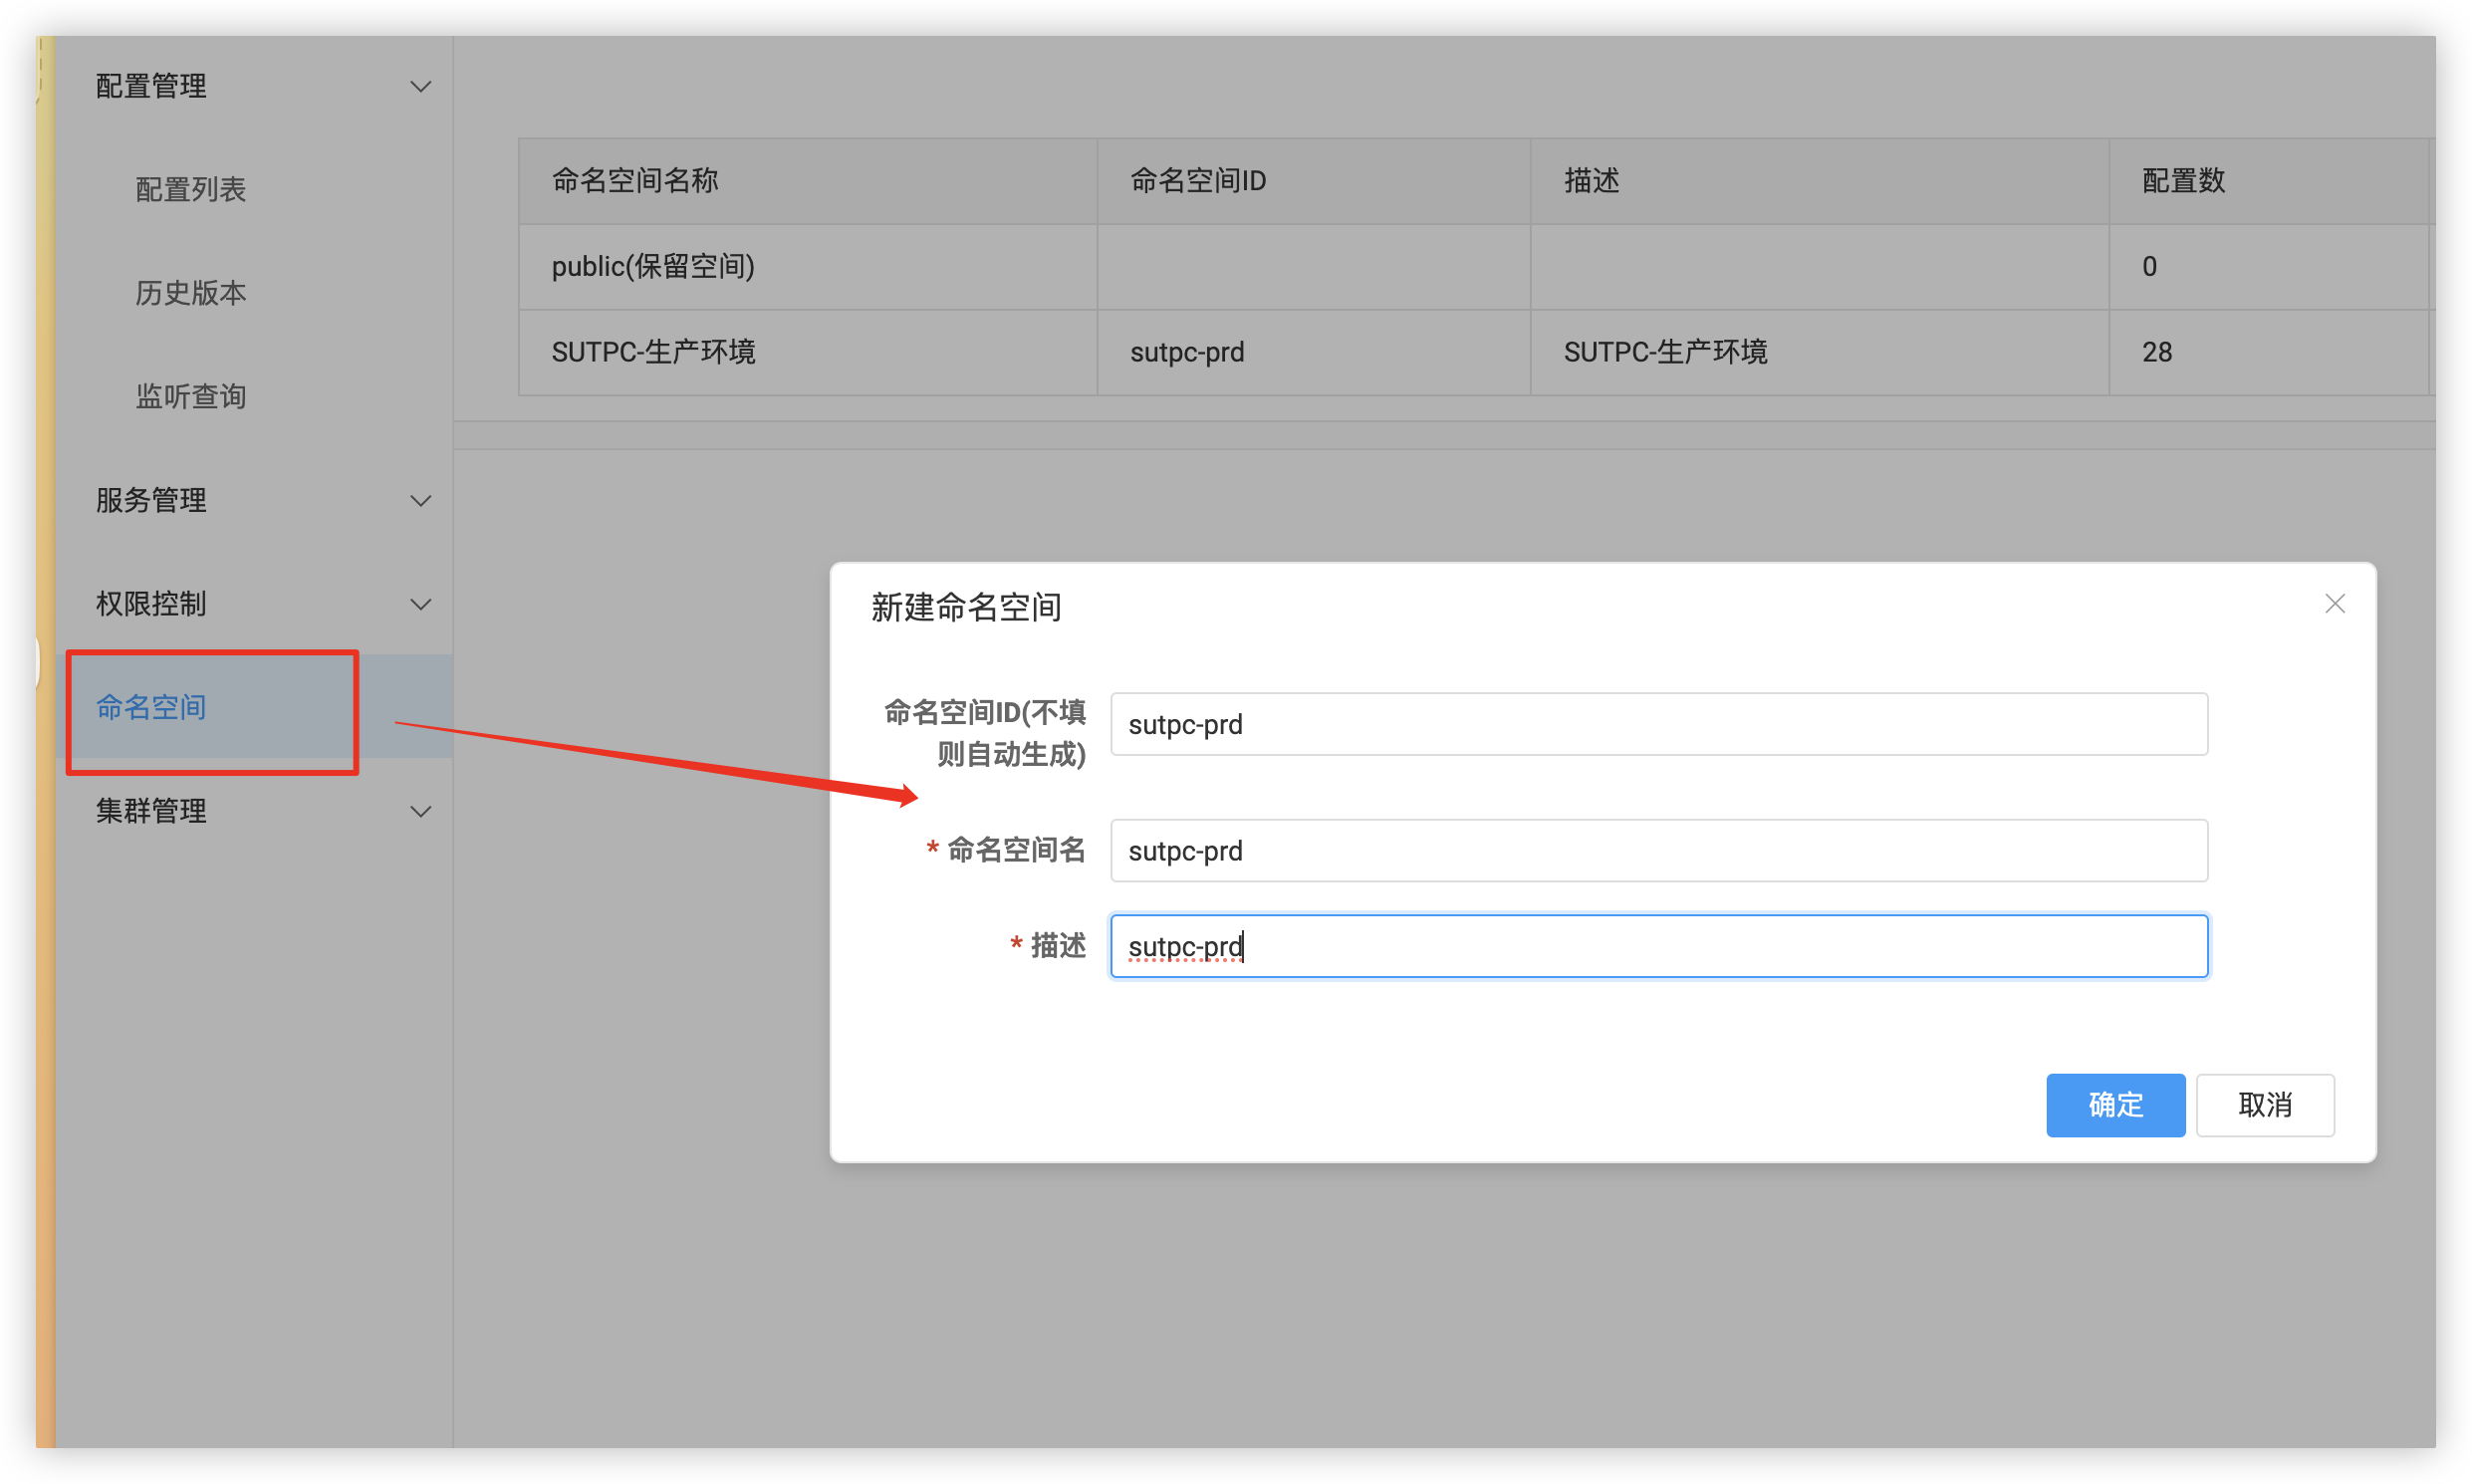 配置管理
配置列表
历史版本
监听查询
服务管理
权限控制
命名空间
集群管理
命名空间名称 命名空间ID 描述 配置数
public(保留空间) 0
SUTPC-生产环境 sutpc-prd SUTPC-生产环境 28
新建命名空间
命名空间ID(不填
则自动生成)
sutpc-prd
* 命名空间名 sutpc-prd
* 描述 sutpc-prd
确定 取消